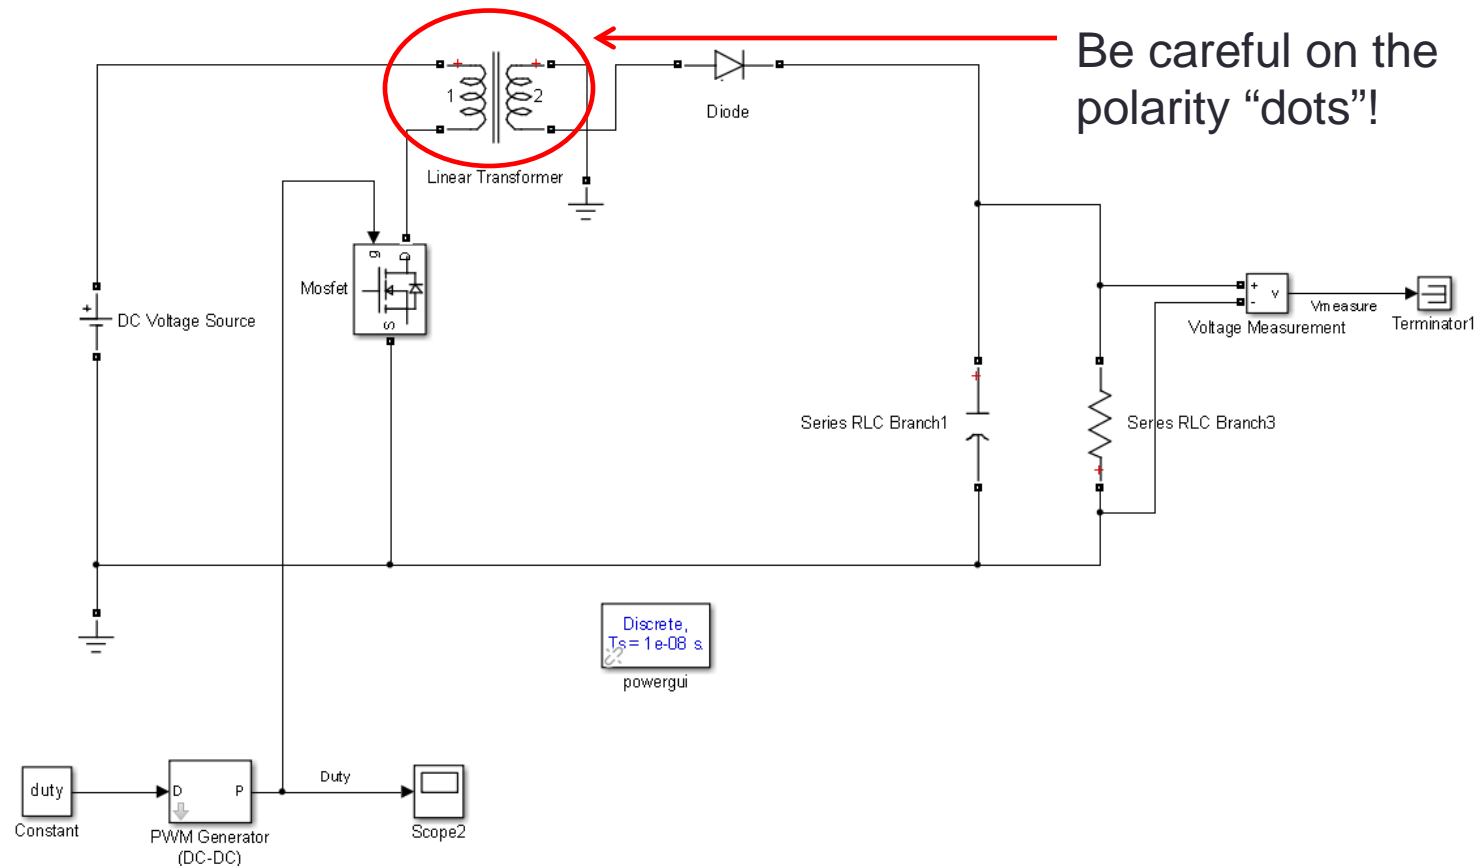 Be careful on the
polarity “dots”!
+
+
1
2
Diode
Linear Transformer
g
D
Mosfet
S
+
DC Voltage Source
+
-
v
Vmeasure
Voltage Measurement
Terminator1
+
Series RLC Branch1
Series RLC Branch3
+
Discrete,
Ts = 1e-08 s.
powergui
duty
Constant
D
P
PWM Generator
(DC-DC)
Duty
Scope2